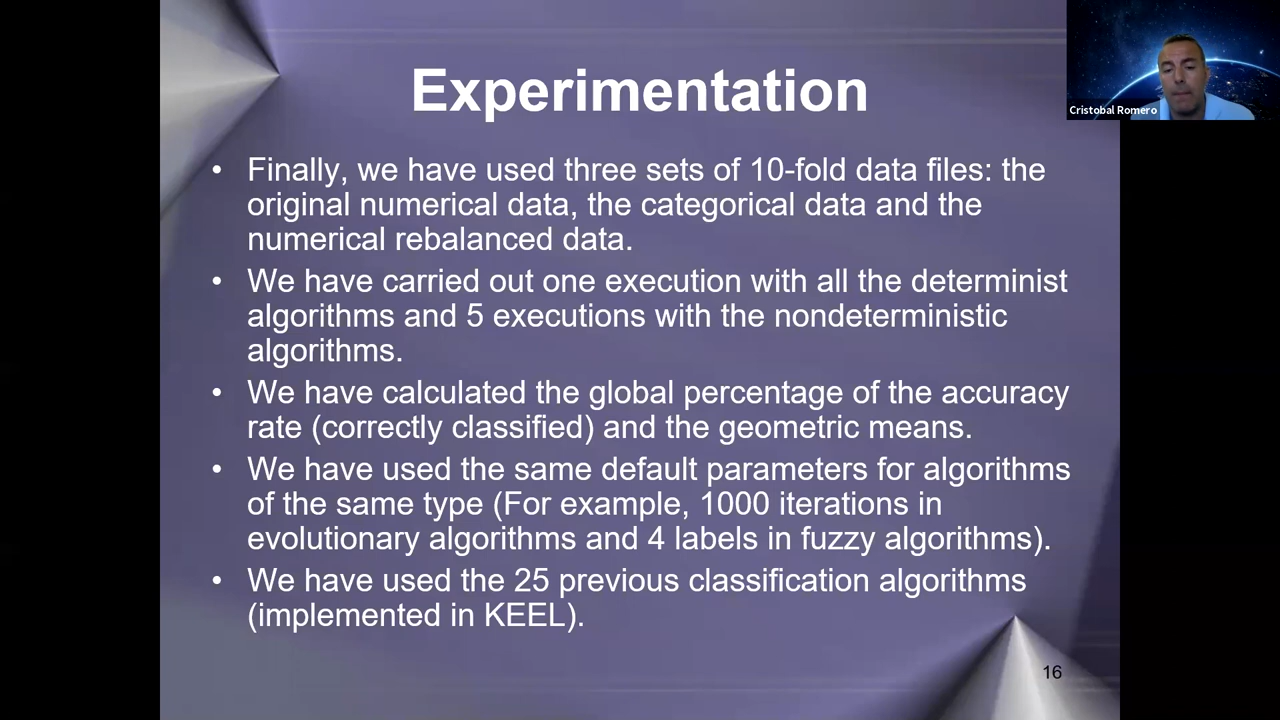 Experimentation
Cristobal Romero
• Finally, we have used three sets of 10-fold data files: the
original numerical data, the categorical data and the
numerical rebalanced data.
• We have carried out one execution with all the determinist
algorithms and 5 executions with the nondeterministic
algorithms.
• We have calculated the global percentage of the accuracy
rate (correctly classified) and the geometric means.
• We have used the same default parameters for algorithms
of the same type (For example, 1000 iterations in
evolutionary algorithms and 4 labels in fuzzy algorithms).
• We have used the 25 previous classification algorithms
(implemented in KEEL).
16